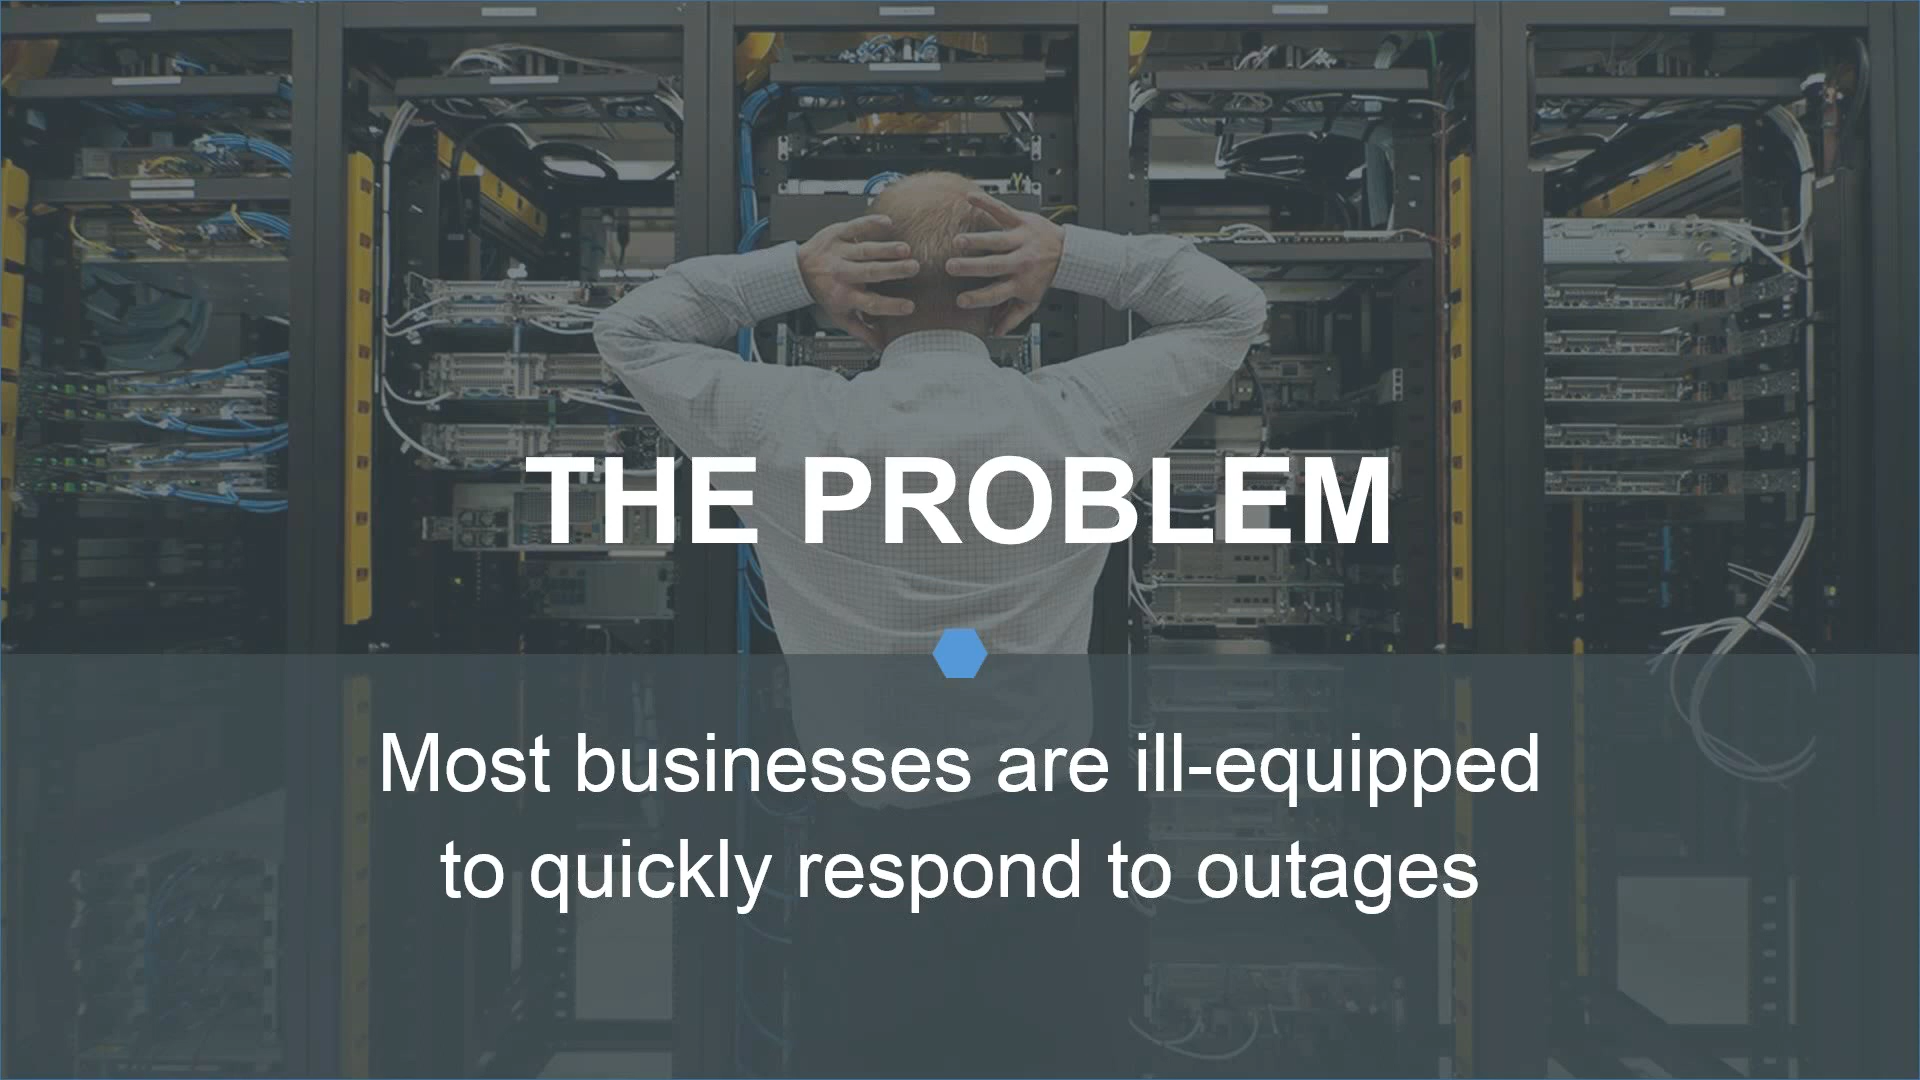 THE PROBLEM
Most businesses are ill-equipped
to quickly respond to outages